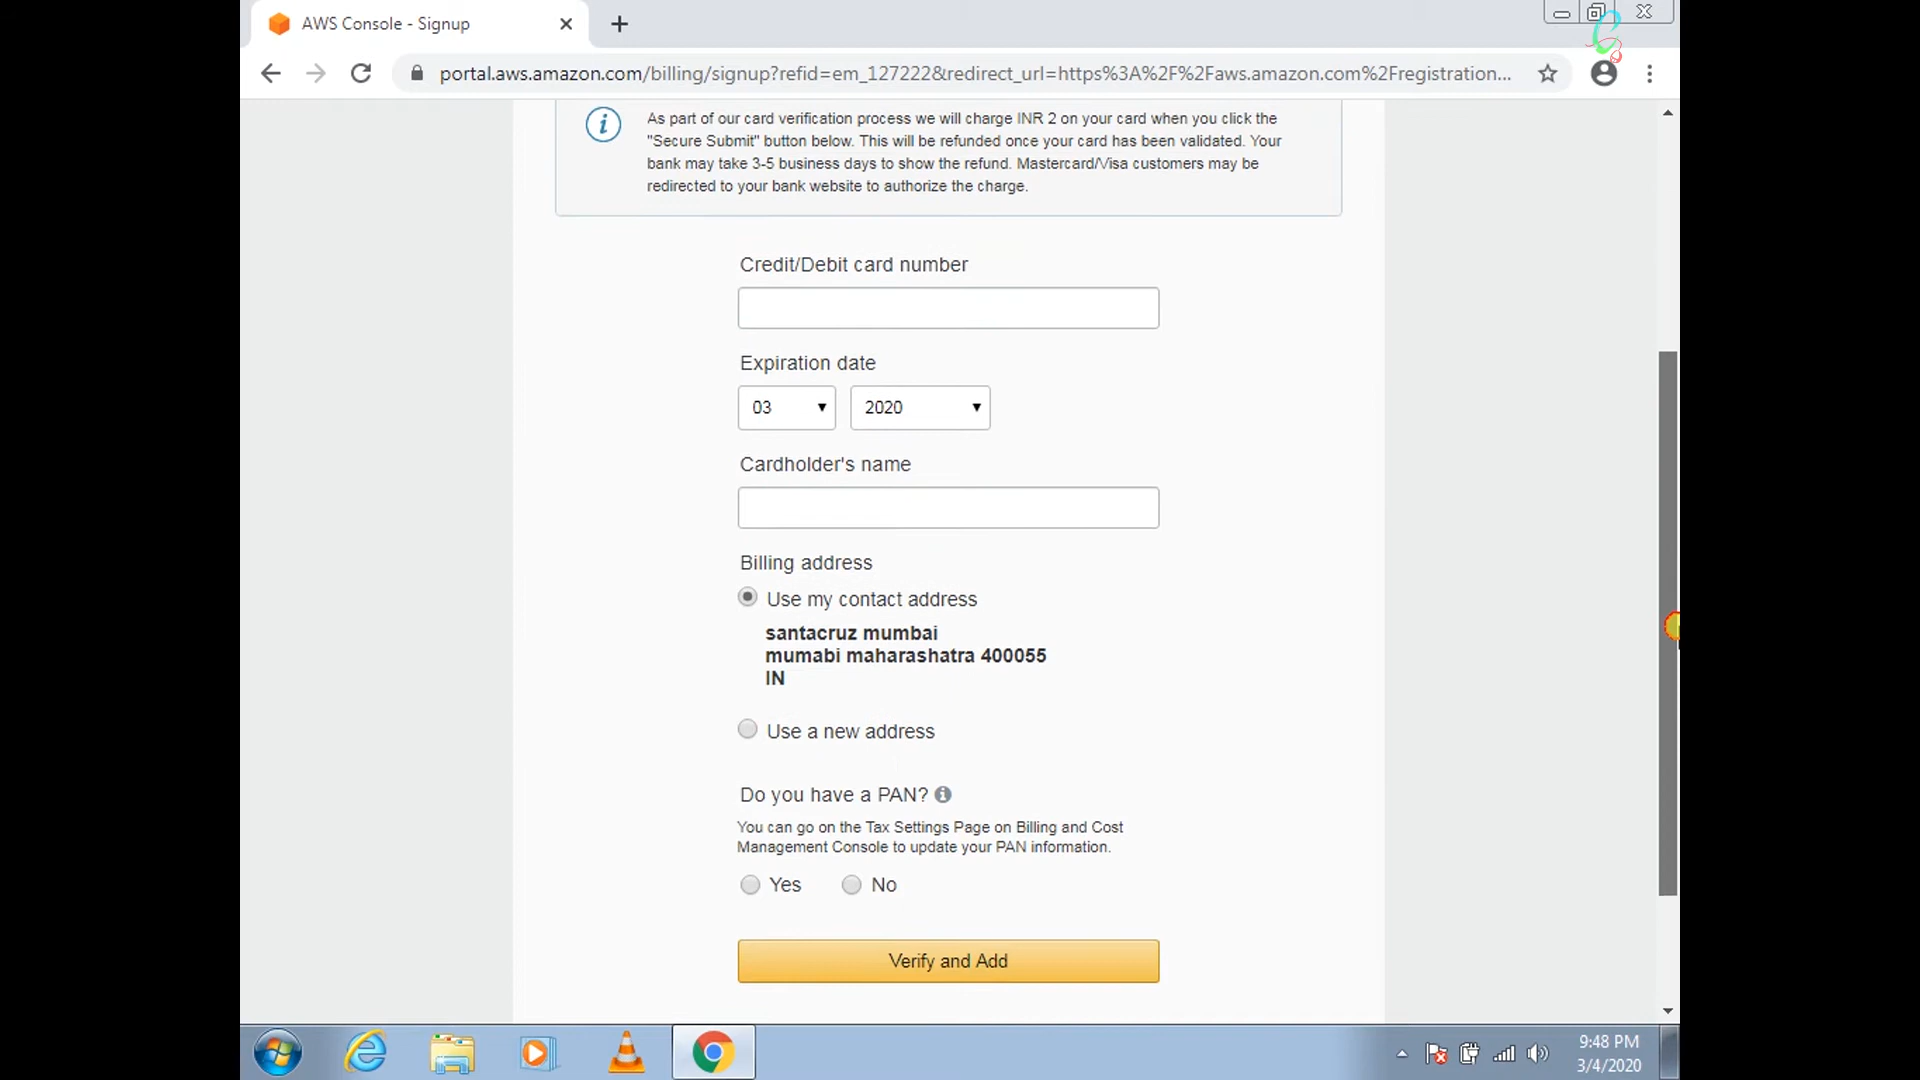 AWS Console - Signup
portal.aws.amazon.com/billing/signup?refid=em_127222&redirect_url=https%3A%2F%2Faws.amazon.com%2Fregistration...
As part of our card verification process we will charge INR 2 on your card when you click the
"Secure Submit" button below. This will be refunded once your card has been validated. Your
bank may take 3-5 business days to show the refund. Mastercard/Visa customers may be
redirected to your bank website to authorize the charge.
Credit/Debit card number
Expiration date
03 2020
Cardholder's name
Billing address
Use my contact address
santacruz mumbai
mumabi maharashatra 400055
IN
Use a new address
Do you have a PAN?
You can go on the Tax Settings Page on Billing and Cost
Management Console to update your PAN information.
Yes No
Verify and Add
9:48 PM
3/4/2020